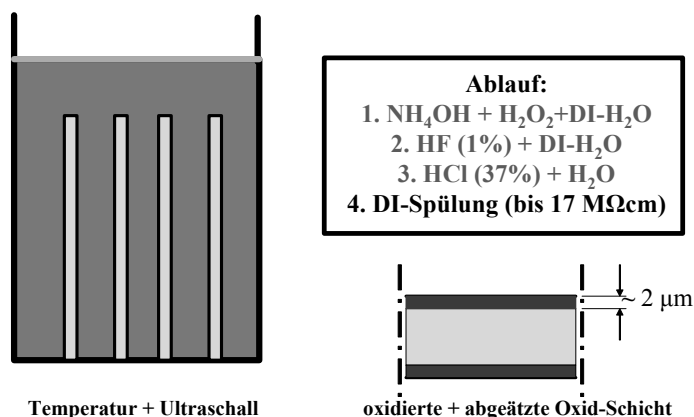 Ablauf:
1. NH₄OH + H₂O₂+DI-H₂O
2. HF (1%) + DI-H₂O
3. HCl (37%) + H₂O
4. DI-Spülung (bis 17 MΩcm)
~ 2 μm
Temperatur + Ultraschall
oxidierte + abgeätzte Oxid-Schicht